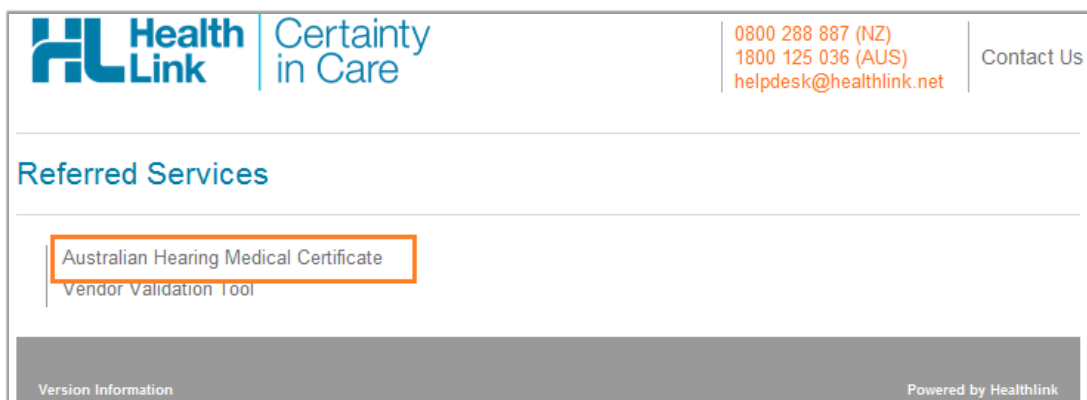 HL Health Link
Certainty in Care
0800 288 887 (NZ)
1800 125 036 (AUS)
helpdesk@healthlink.net
Contact Us
Referred Services
Australian Hearing Medical Certificate
Vendor Validation Tool
Version Information
Powered by Healthlink